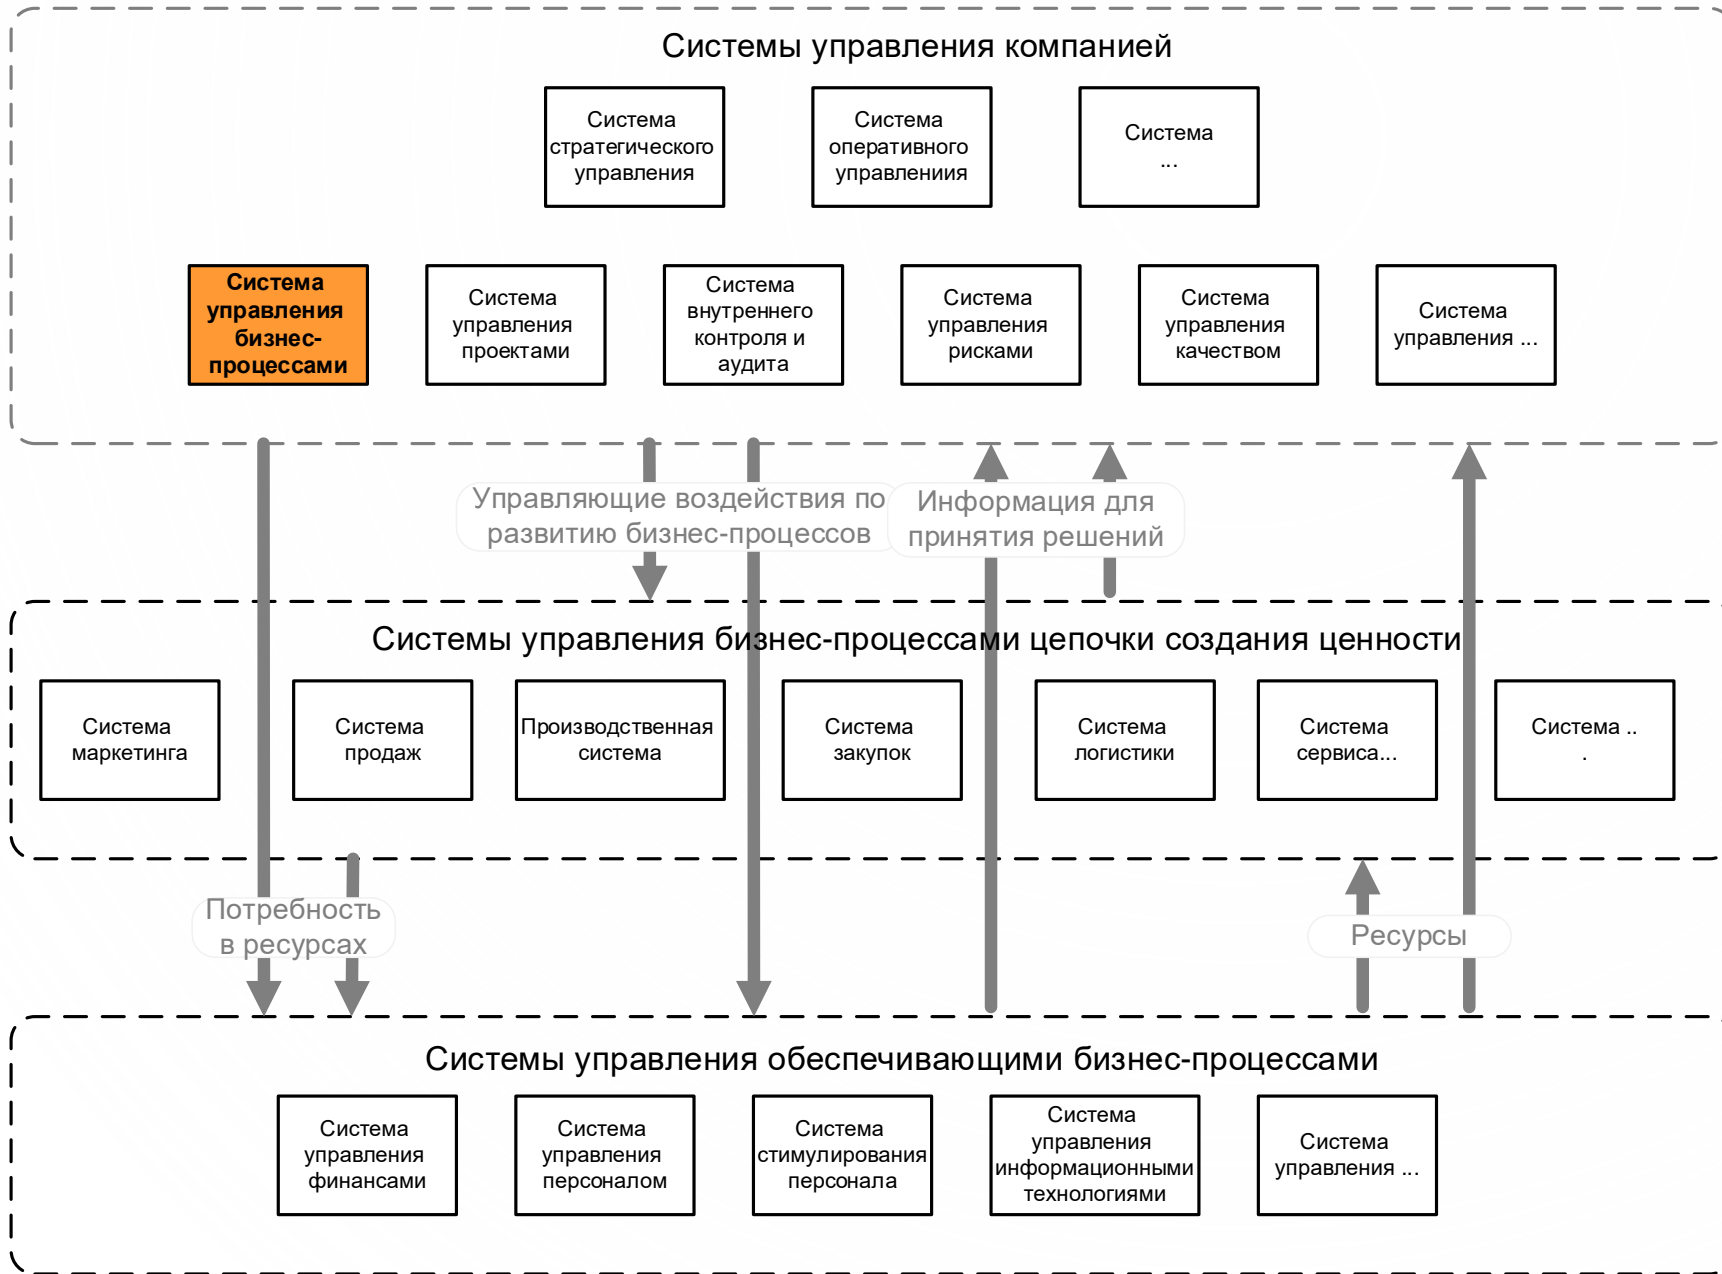 Системы управления компанией
Система
стратегического
управления
Система
оперативного
управлениия
Система
...
Система
управления
бизнес-
процессами
Система
управления
проектами
Система
внутреннего
контроля и
аудита
Система
управления
рисками
Система
управления
качеством
Система
управления ...
Управляющие воздействия по
развитию бизнес-процессов
Информация для
принятия решений
Системы управления бизнес-процессами цепочки создания ценности
Система
маркетинга
Система
продаж
Производственная
система
Система
закупок
Система
логистики
Система
сервиса...
Система ..
.
Потребность
в ресурсах
Ресурсы
Системы управления обеспечивающими бизнес-процессами
Система
управления
финансами
Система
управления
персоналом
Система
стимулирования
персонала
Система
управления
информационными
технологиями
Система
управления ...